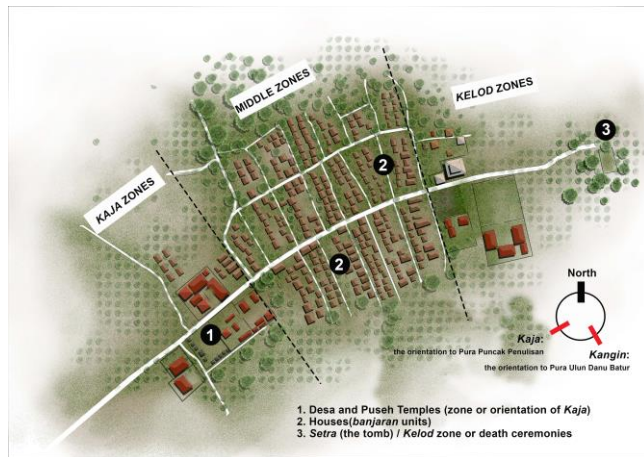 MIDDLE ZONES
KELOD ZONES
KAJA ZONES
3
2
2
1
North
Kaja:
the orientation to Pura Puncak Penulisan
Kangin:
the orientation to Pura Ulun Danu Batur
1. Desa and Puseh Temples (zone or orientation of Kaja)
2. Houses(banjaran units)
3. Setra (the tomb) / Kelod zone or death ceremonies